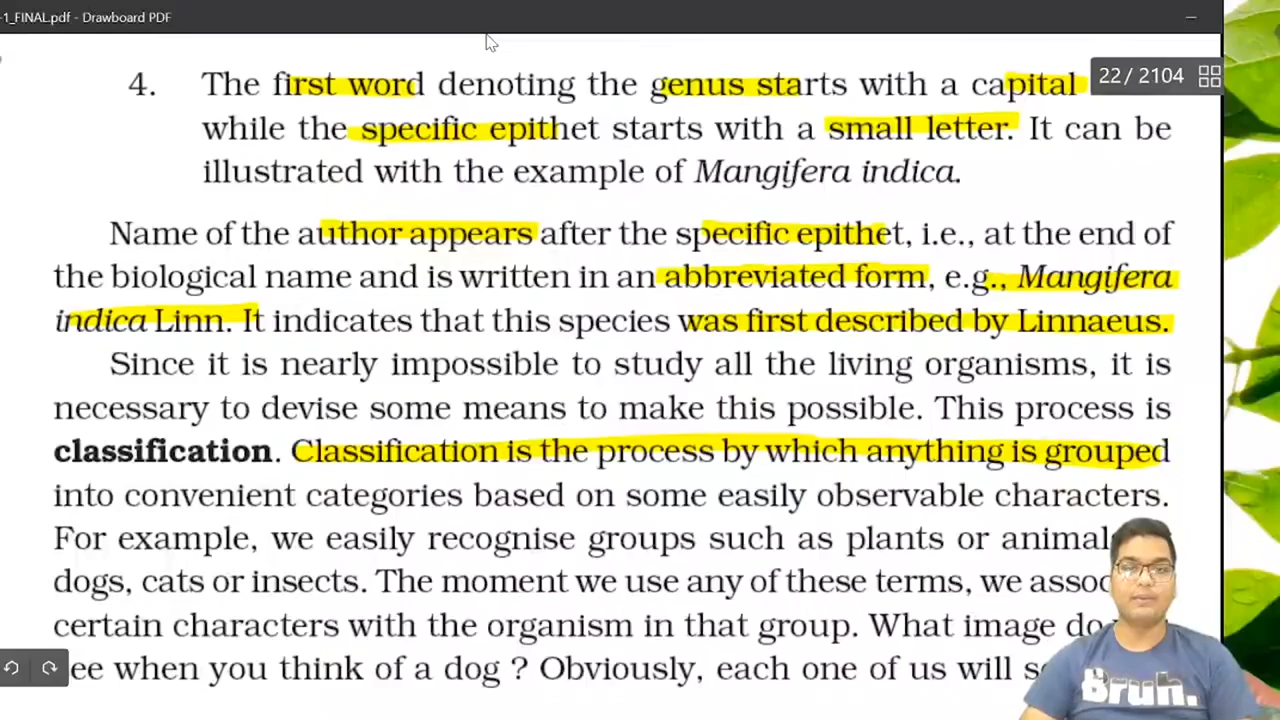 -1_FINAL.pdf - Drawboard PDF
22 / 2104
4. The first word denoting the genus starts with a capital
while the specific epithet starts with a small letter. It can be
illustrated with the example of Mangifera indica.
Name of the author appears after the specific epithet, i.e., at the end of
the biological name and is written in an abbreviated form, e.g., Mangifera
indica Linn. It indicates that this species was first described by Linnaeus.
Since it is nearly impossible to study all the living organisms, it is
necessary to devise some means to make this possible. This process is
classification. Classification is the process by which anything is grouped
into convenient categories based on some easily observable characters.
For example, we easily recognise groups such as plants or animal
dogs, cats or insects. The moment we use any of these terms, we assoc
certain characters with the organism in that group. What image do
ee when you think of a dog ? Obviously, each one of us will s
Bruh.